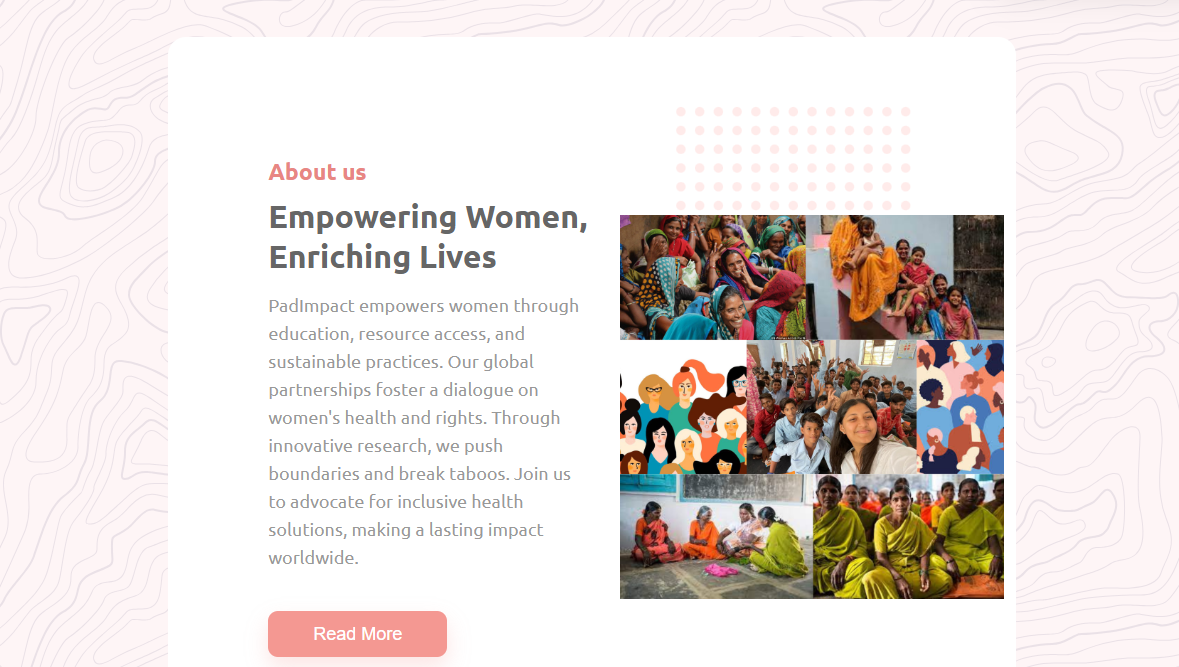 About us
Empowering Women,
Enriching Lives
PadImpact empowers women through
education, resource access, and
sustainable practices. Our global
partnerships foster a dialogue on
women's health and rights. Through
innovative research, we push
boundaries and break taboos. Join us
to advocate for inclusive health
solutions, making a lasting impact
worldwide.
Read More